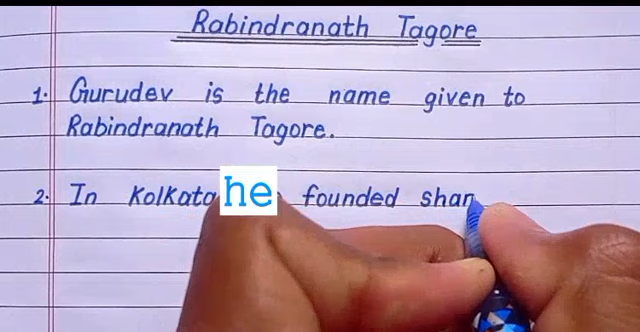 Rabindranath Tagore
1. Gurudev is the name given to
Rabindranath Tagore.
2. In Kolkata he founded shan